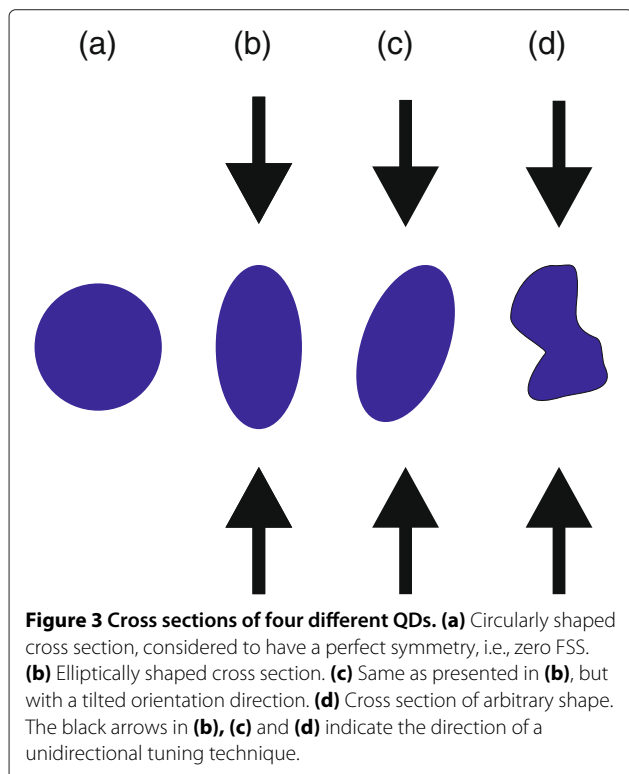 (a) (b) (c) (d)
Figure 3 Cross sections of four different QDs. (a) Circularly shaped
cross section, considered to have a perfect symmetry, i.e., zero FSS.
(b) Elliptically shaped cross section. (c) Same as presented in (b), but
with a tilted orientation direction. (d) Cross section of arbitrary shape.
The black arrows in (b), (c) and (d) indicate the direction of a
unidirectional tuning technique.